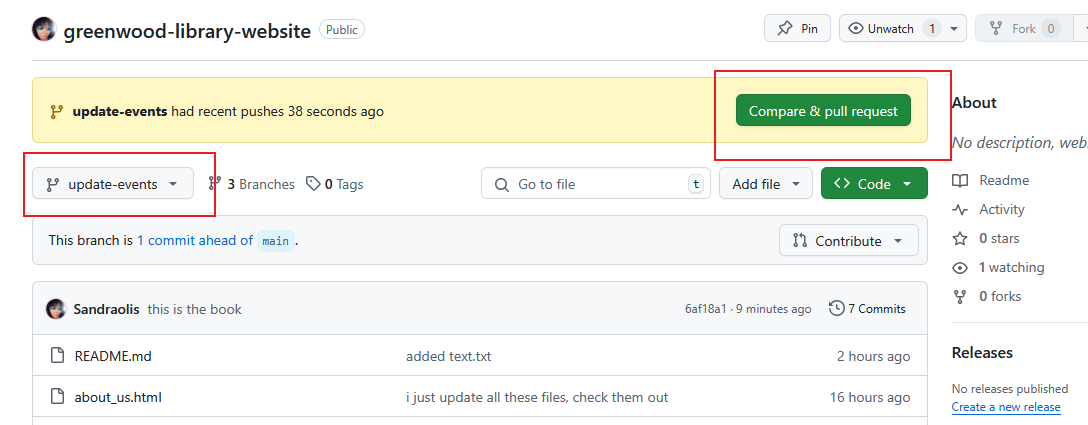 greenwood-library-website Public Pin Unwatch 1 Fork 0
update-events had recent pushes 38 seconds ago Compare & pull request
update-events 3 Branches 0 Tags Go to file t Add file Code
This branch is 1 commit ahead of main . Contribute
Sandraolis this is the book 6af18a1 · 9 minutes ago 7 Commits
README.md added text.txt 2 hours ago
about_us.html i just update all these files, check them out 16 hours ago
About
No description, web
Readme
Activity
0 stars
1 watching
0 forks
Releases
No releases published
Create a new release